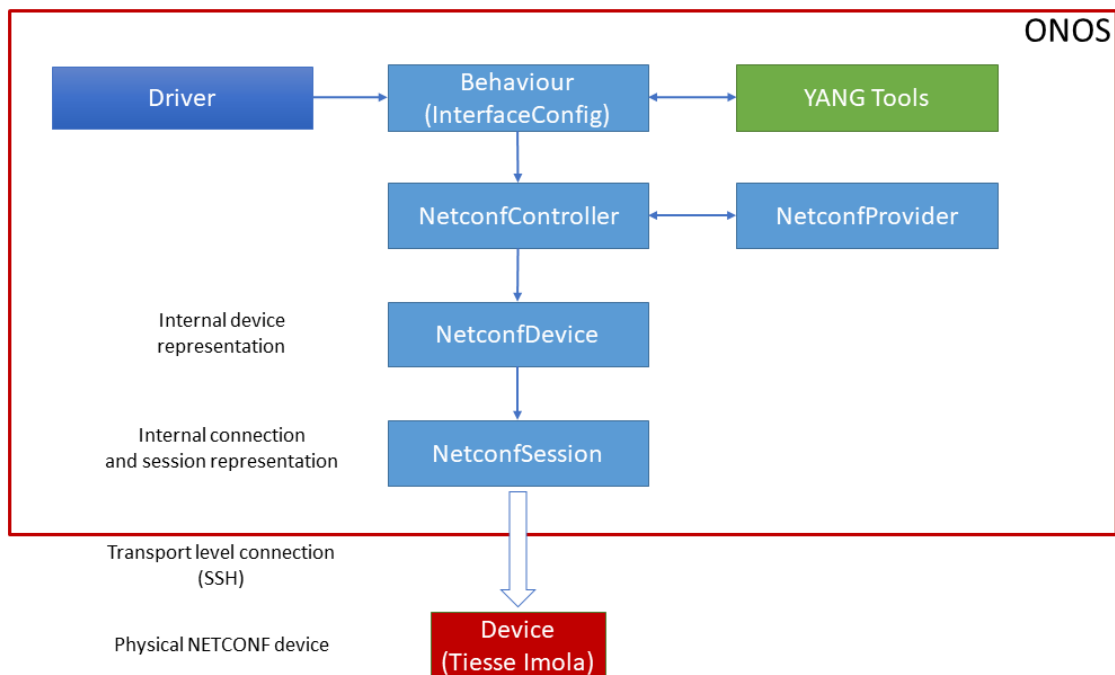 ONOS
Driver
Behaviour
(InterfaceConfig)
YANG Tools
NetconfController
NetconfProvider
Internal device
representation
NetconfDevice
Internal connection
and session representation
NetconfSession
Transport level connection
(SSH)
Physical NETCONF device
Device
(Tiesse Imola)